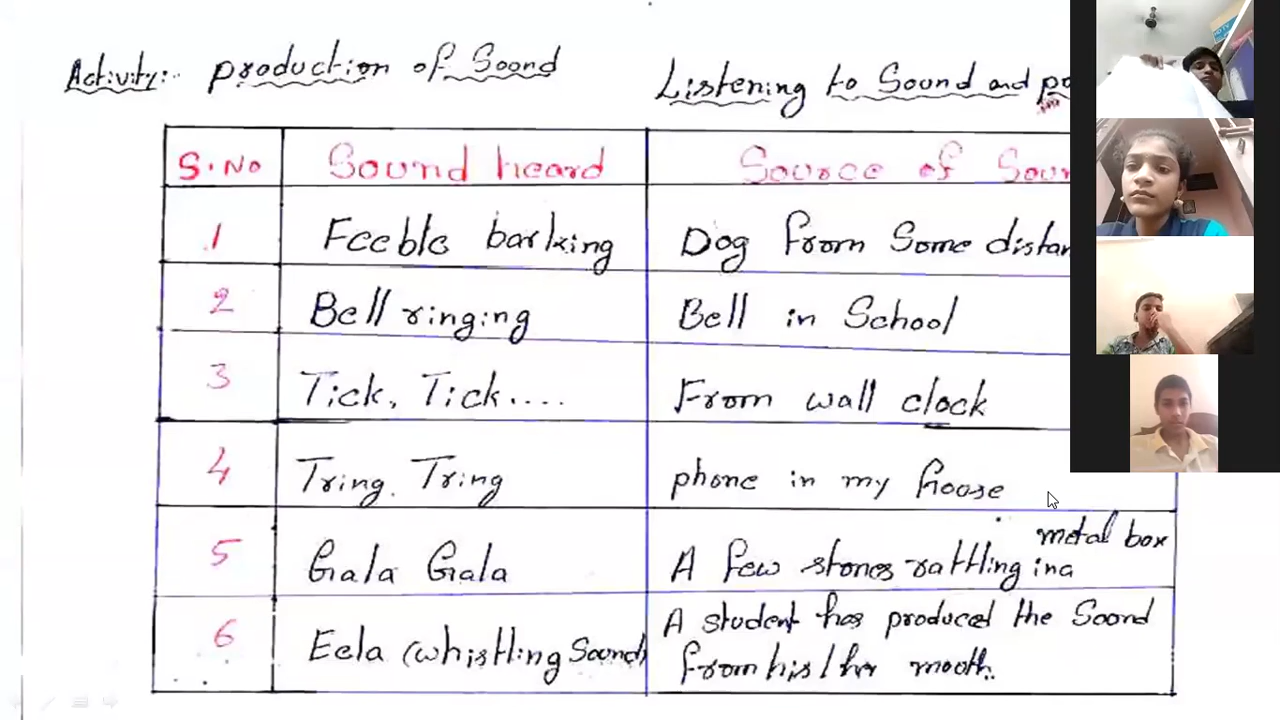 Activity:- production of Sound
Listening to Sound and
S.No Sound heard Source of
1 Feeble barking Dog from Some
2 Bell ringing Bell in School
3 Tick, Tick.... From wall clock
4 Tring, Tring phone in my house
5 Gala Gala A few stones rattling in a metal box
6 Eela (whistling Sound) A student has produced the Sound
from his/her mouth.